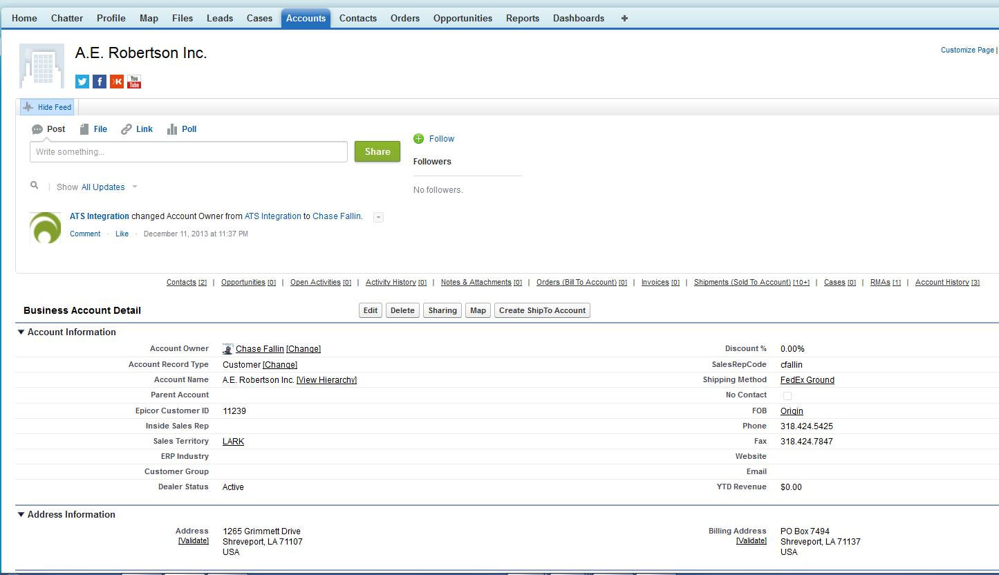 Home Chatter Profile Map Files Leads Cases Accounts Contacts Orders Opportunities Reports Dashboards +
A.E. Robertson Inc.
Customize Page |
f K You Tube
Hide Feed
Post File Link Poll
Write something...
Share
Follow
Followers
No followers.
Show All Updates
ATS Integration changed Account Owner from ATS Integration to Chase Fallin.
Comment · Like · December 11, 2013 at 11:37 PM
Contacts [2] | Opportunities [0] | Open Activities [0] | Activity History [0] | Notes & Attachments [0] | Orders (Bill To Account) [0] | Invoices [0] | Shipments (Sold To Account) [10+] | Cases [0] | RMAs [1] | Account History [3]
Business Account Detail Edit Delete Sharing Map Create ShipTo Account
Account Information
Account Owner Chase Fallin [Change] Discount % 0.00%
Account Record Type Customer [Change] SalesRepCode cfallin
Account Name A.E. Robertson Inc. [View Hierarchy] Shipping Method FedEx Ground
Parent Account No Contact
Epicor Customer ID 11239 FOB Origin
Inside Sales Rep Phone 318.424.5425
Sales Territory LARK Fax 318.424.7847
ERP Industry Website
Customer Group Email
Dealer Status Active YTD Revenue $0.00
Address Information
Address 1265 Grimmett Drive Billing Address PO Box 7494
[Validate] Shreveport, LA 71107 [Validate] Shreveport, LA 71137
USA USA